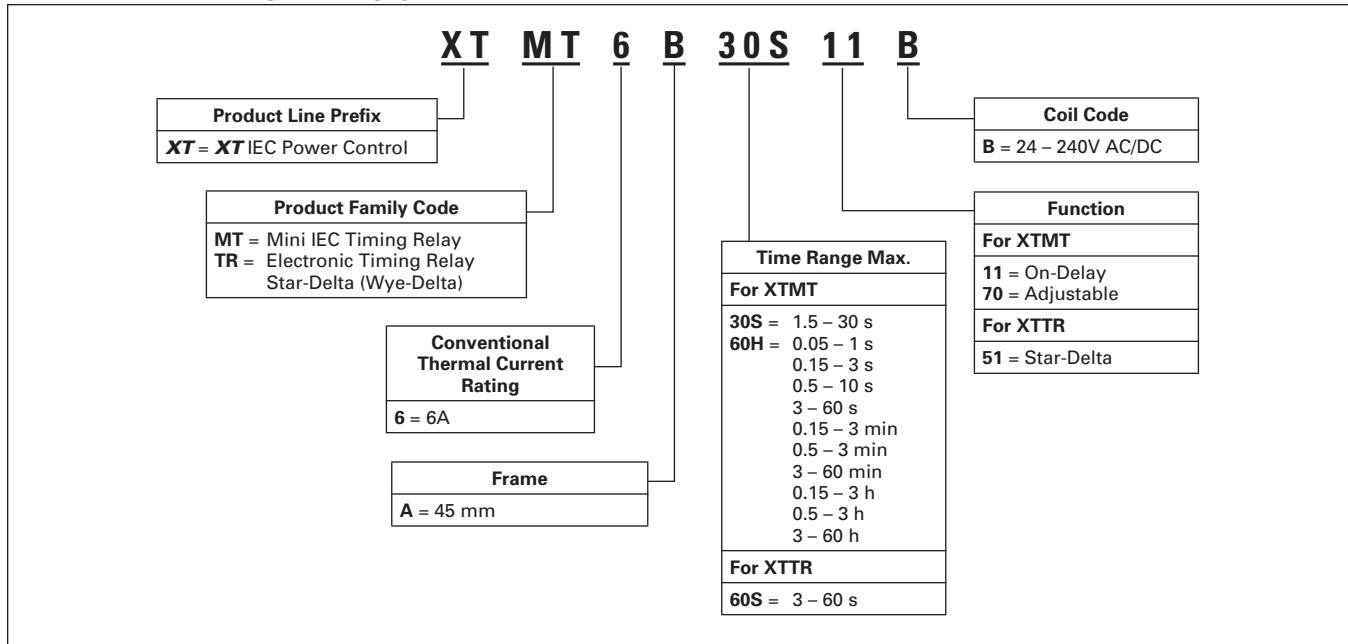 XT MT 6 B 30S 11 B
Product Line Prefix
XT = XT IEC Power Control
Product Family Code
MT = Mini IEC Timing Relay
TR = Electronic Timing Relay
Star-Delta (Wye-Delta)
Conventional
Thermal Current
Rating
6 = 6A
Frame
A = 45 mm
Time Range Max.
For XTMT
30S = 1.5 – 30 s
60H = 0.05 – 1 s
0.15 – 3 s
0.5 – 10 s
3 – 60 s
0.15 – 3 min
0.5 – 3 min
3 – 60 min
0.15 – 3 h
0.5 – 3 h
3 – 60 h
For XTTR
60S = 3 – 60 s
Coil Code
B = 24 – 240V AC/DC
Function
For XTMT
11 = On-Delay
70 = Adjustable
For XTTR
51 = Star-Delta